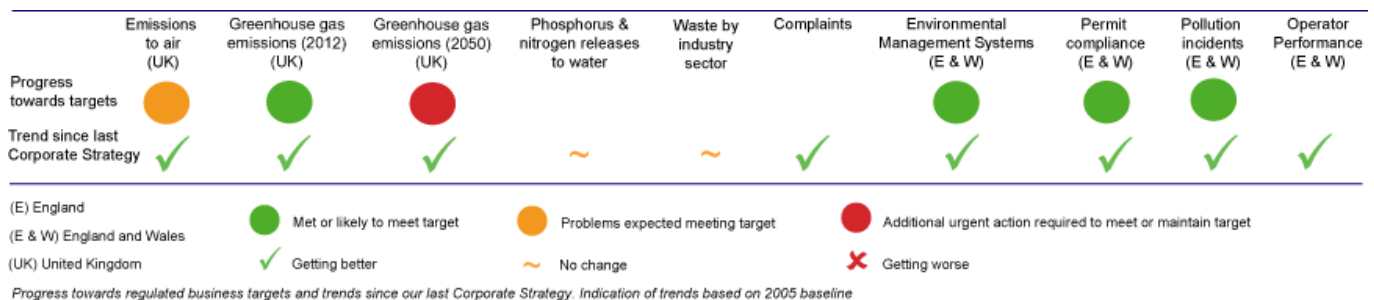 Emissions to air (UK)
Greenhouse gas emissions (2012) (UK)
Greenhouse gas emissions (2050) (UK)
Phosphorus & nitrogen releases to water
Waste by industry sector
Complaints
Environmental Management Systems (E & W)
Permit compliance (E & W)
Pollution incidents (E & W)
Operator Performance (E & W)
Progress
towards targets
Trend since last
Corporate Strategy
~ ~
(E) England
Met or likely to meet target
Problems expected meeting target
Additional urgent action required to meet or maintain target
(E & W) England and Wales
(UK) United Kingdom
Getting better
~ No change
Getting worse
Progress towards regulated business targets and trends since our last Corporate Strategy. Indication of trends based on 2005 baseline